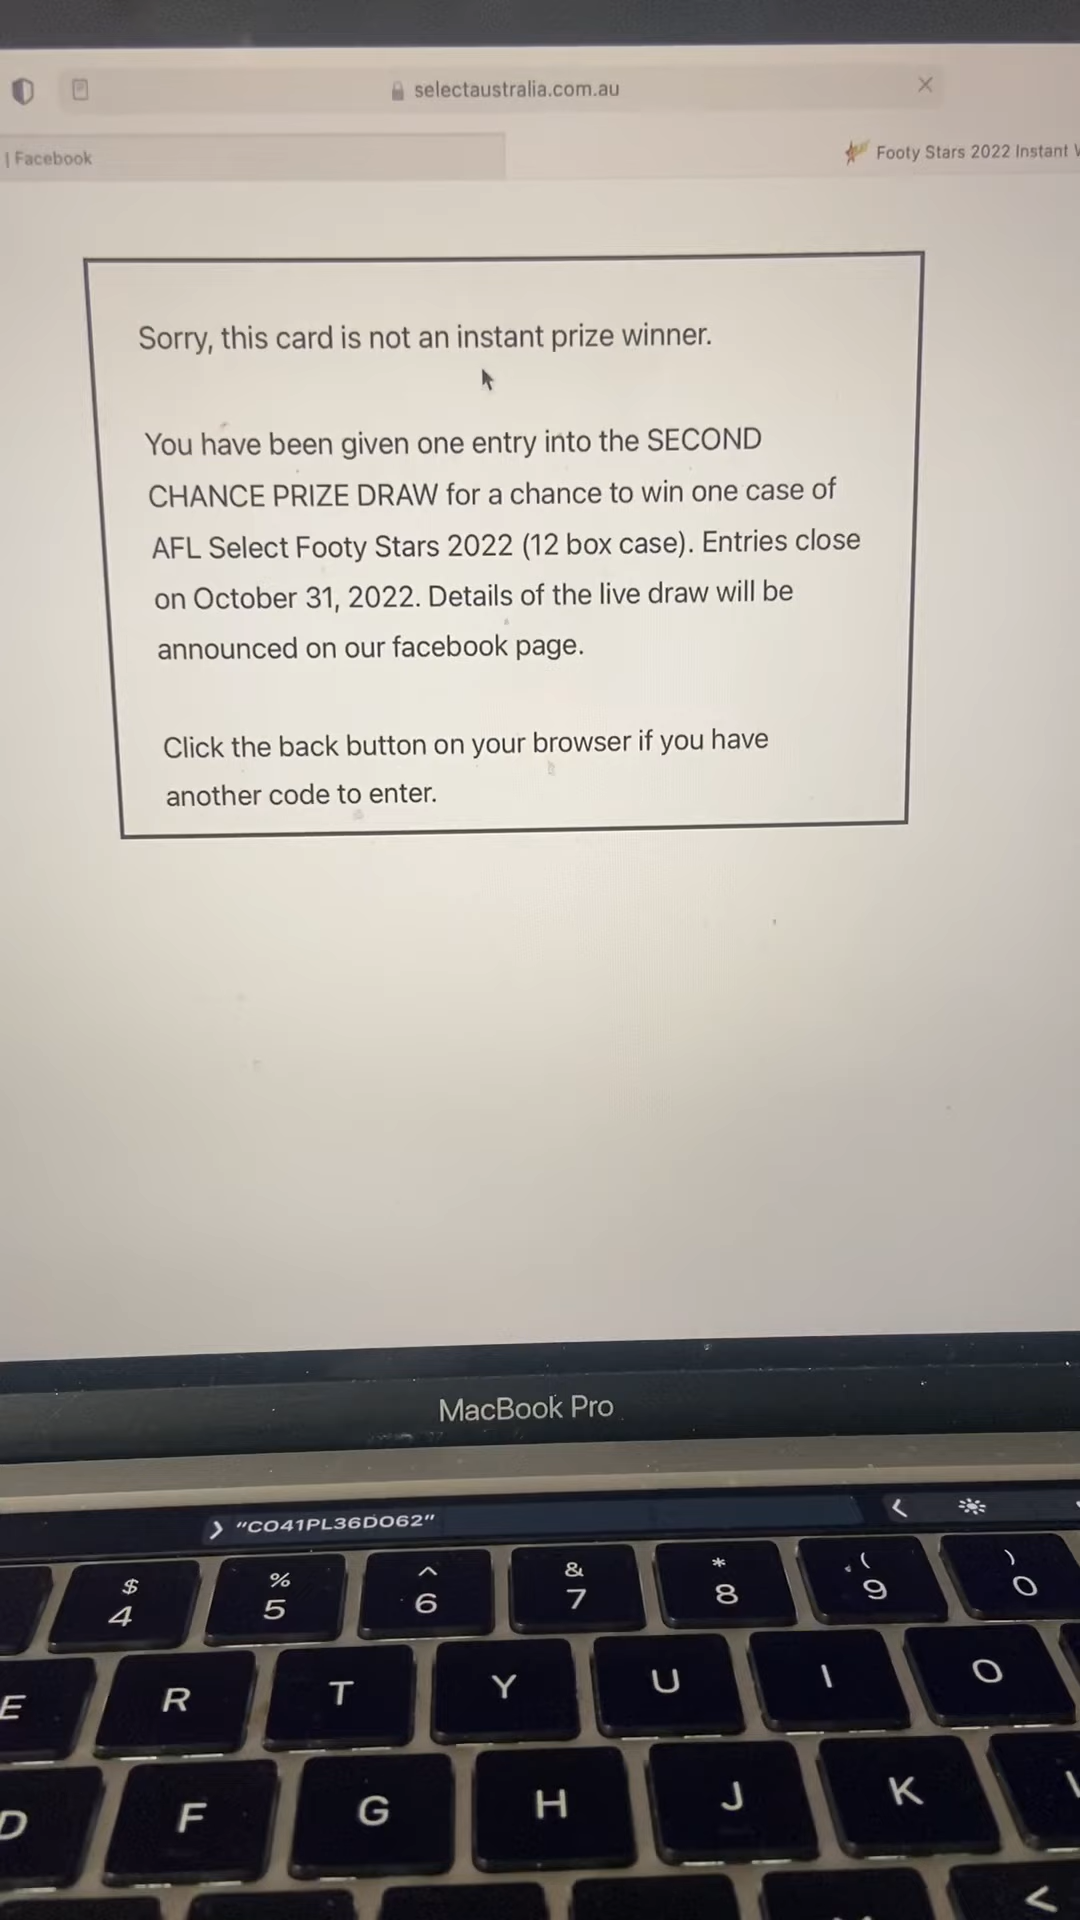 selectaustralia.com.au
| Facebook
Footy Stars 2022 Instant
Sorry, this card is not an instant prize winner.
You have been given one entry into the SECOND
CHANCE PRIZE DRAW for a chance to win one case of
AFL Select Footy Stars 2022 (12 box case). Entries close
on October 31, 2022. Details of the live draw will be
announced on our facebook page.
Click the back button on your browser if you have
another code to enter.
MacBook Pro
"CO41PL36DO62"
$ % ^ & * ( )
4 5 6 7 8 9 0
E R T Y U I O
D F G H J K
<